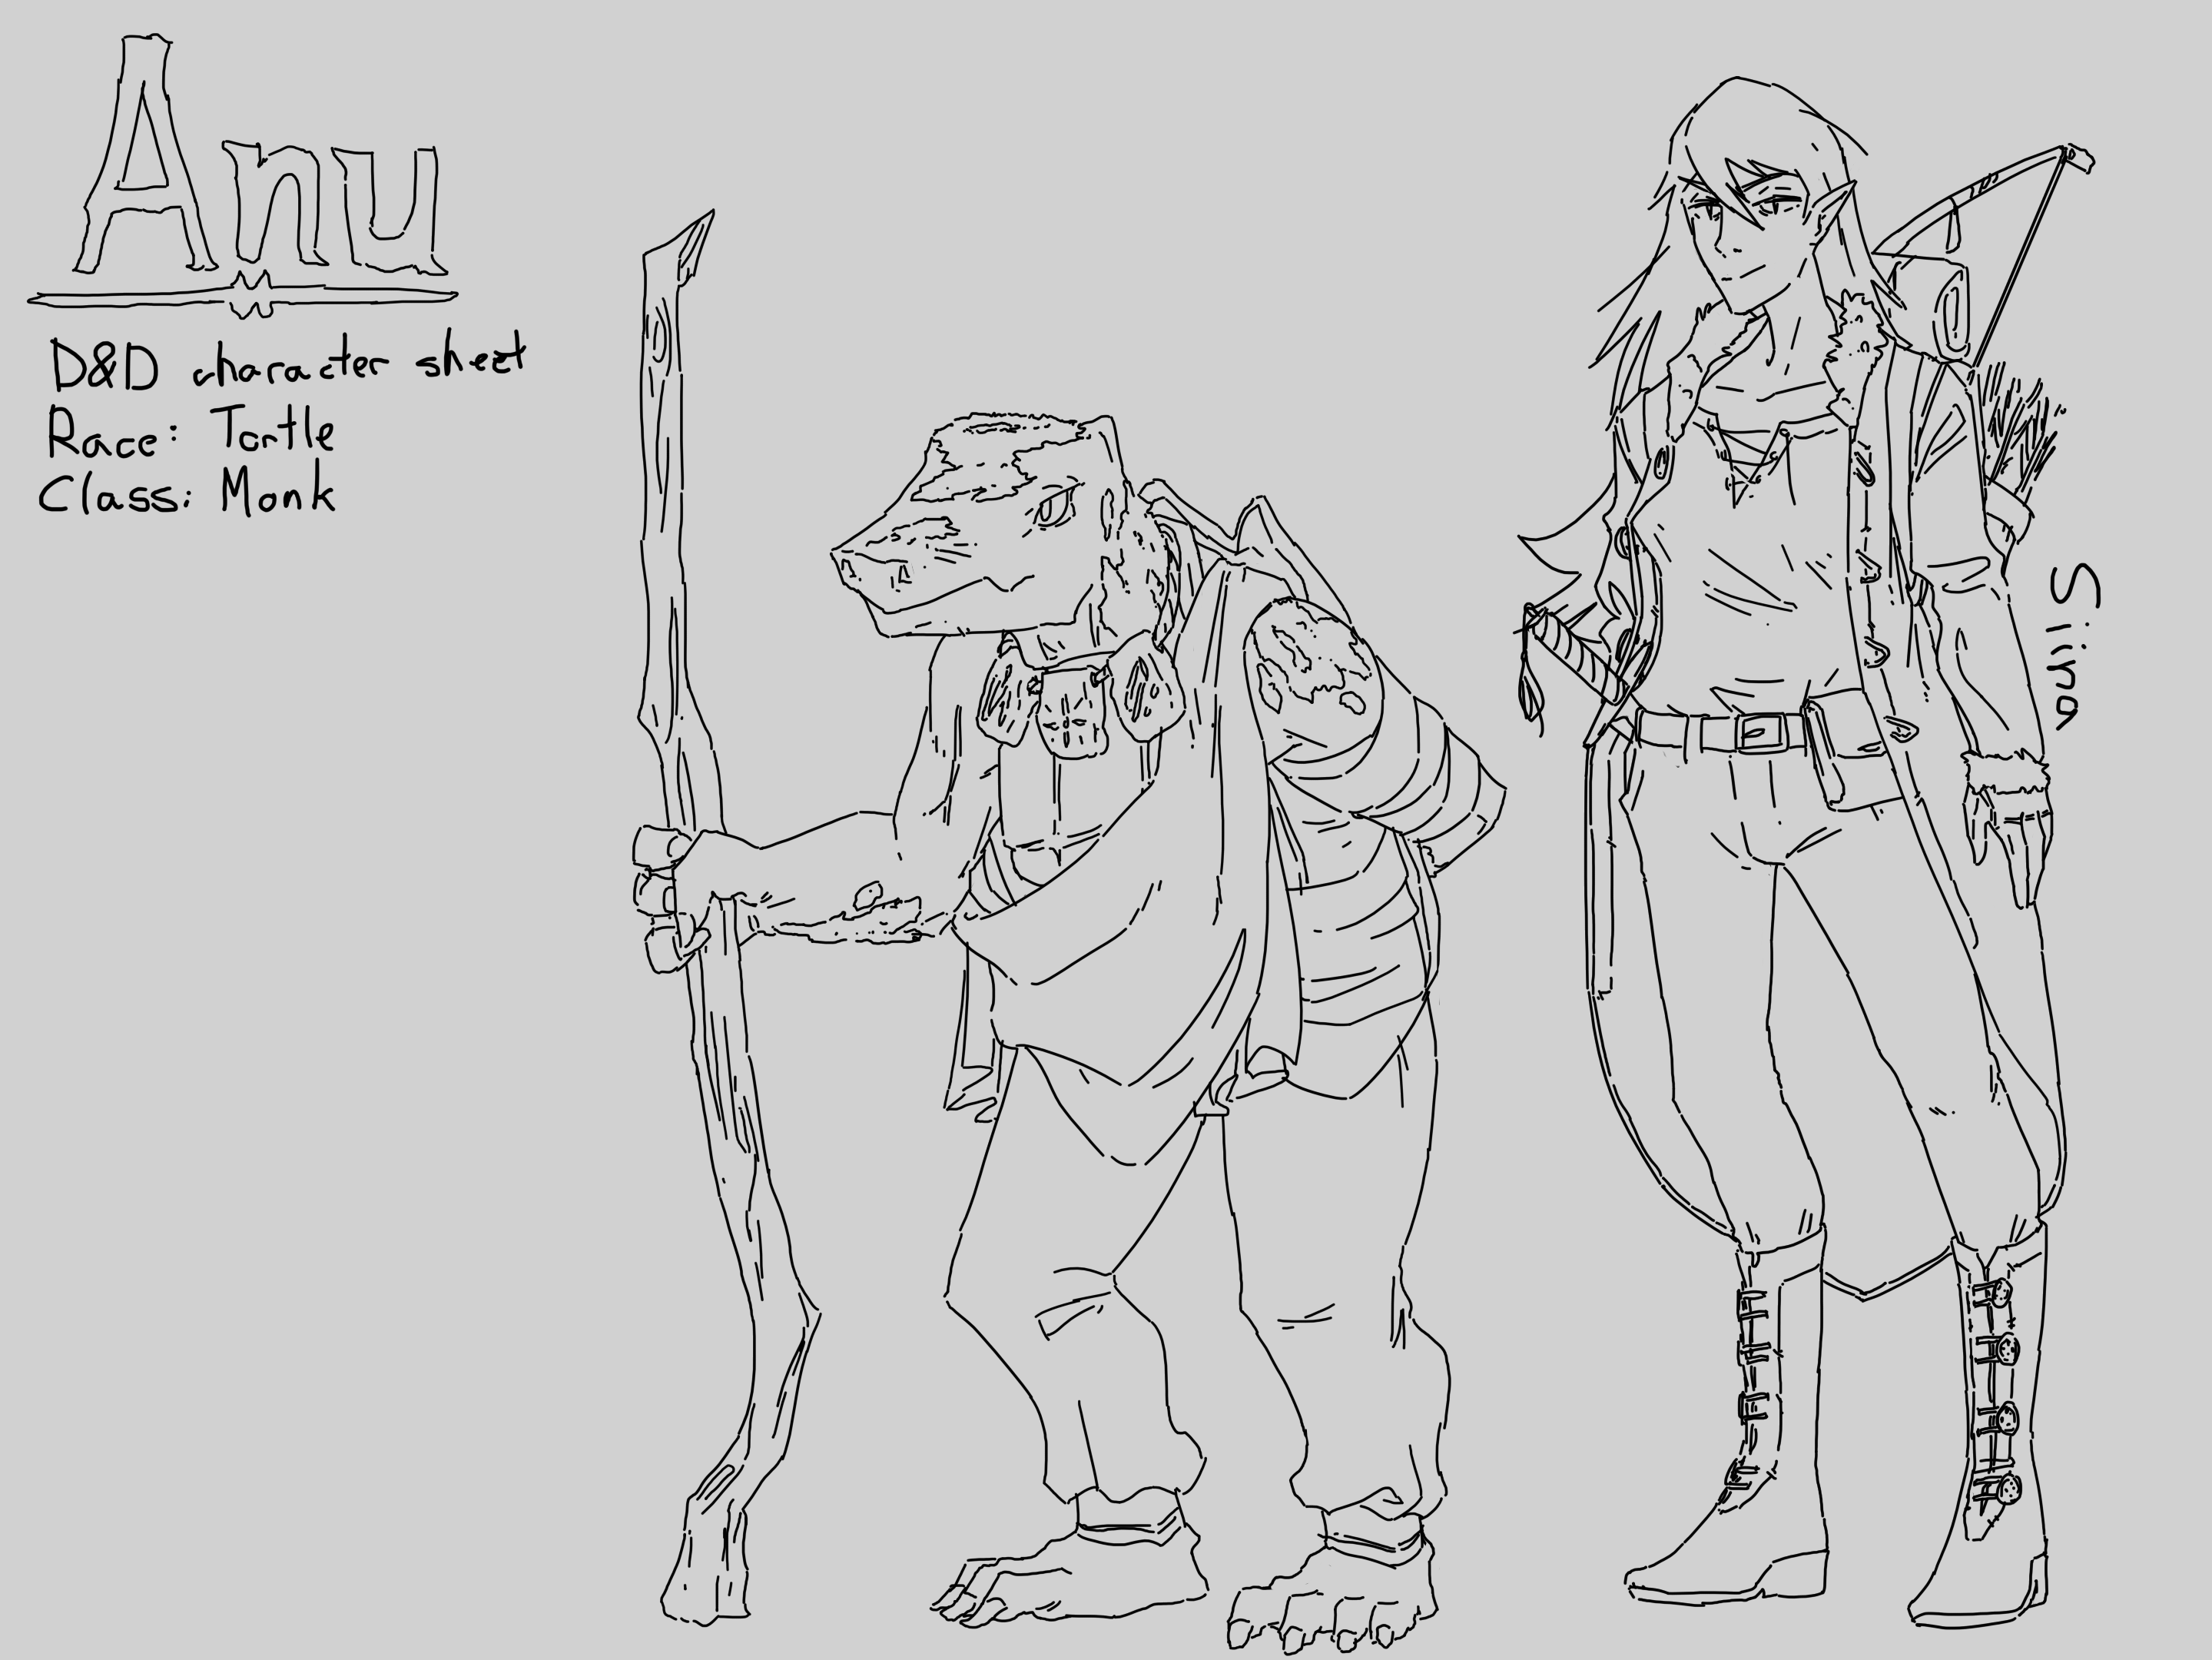 Anu
D&D character sheet
Race: Tortle
Class: Monk
Siina